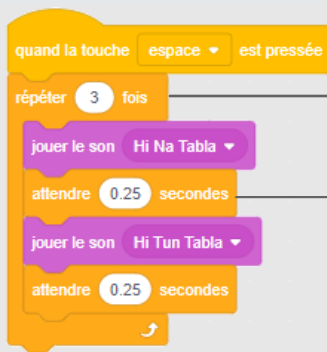 quand la touche espace est pressée
répéter 3 fois
jouer le son Hi Na Tabla
attendre 0.25 secondes
jouer le son Hi Tun Tabla
attendre 0.25 secondes